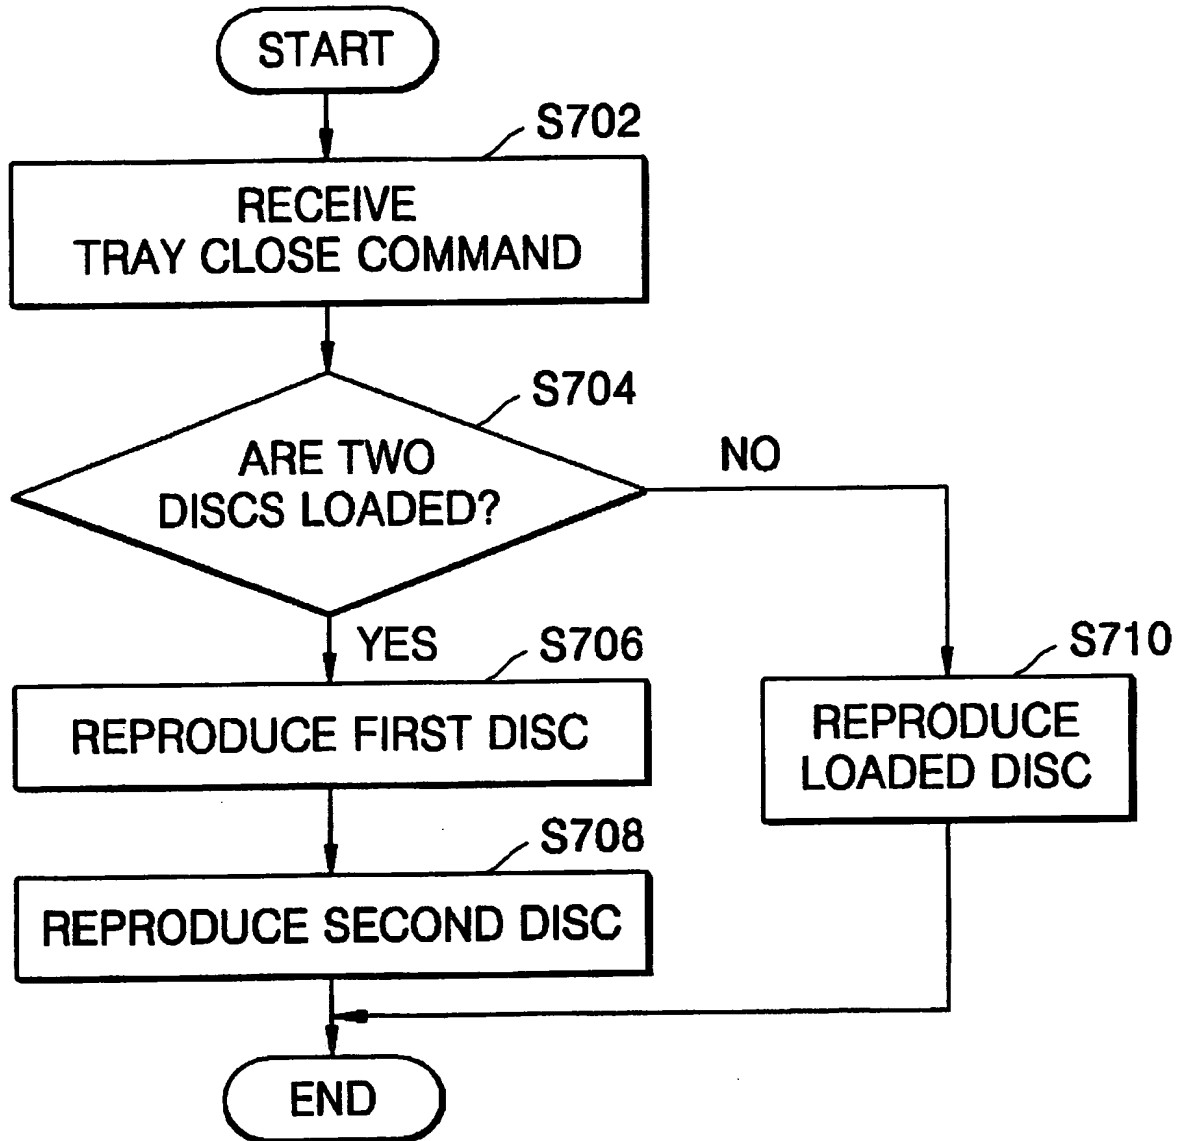 START
S702
RECEIVE
TRAY CLOSE COMMAND
S704
ARE TWO
DISCS LOADED?
NO
YES
S706
REPRODUCE FIRST DISC
S710
REPRODUCE
LOADED DISC
S708
REPRODUCE SECOND DISC
END